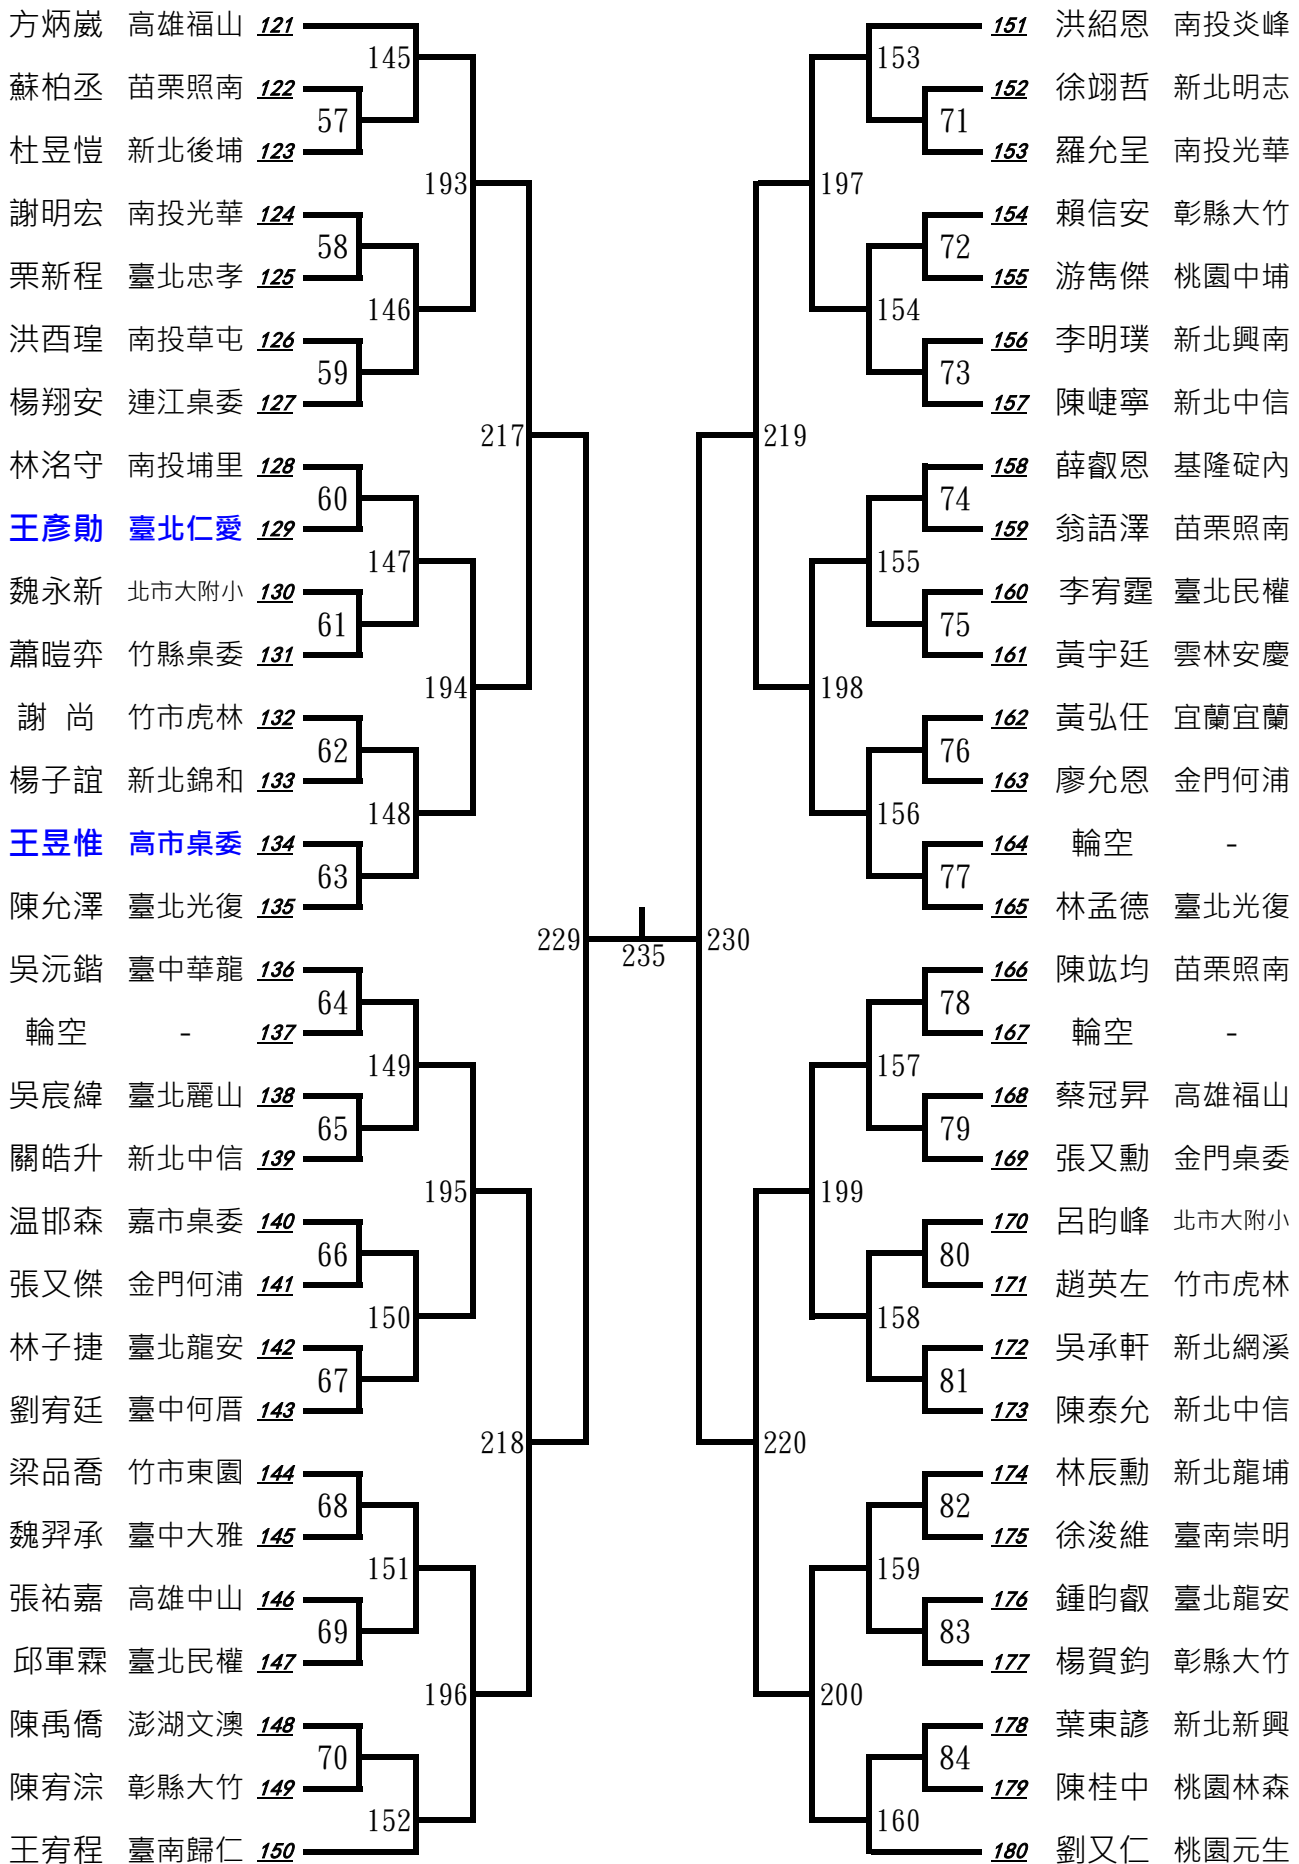 方炳崴 高雄福山 121
145
蘇柏丞 苗栗照南 122
57
杜昱愷 新北後埔 123
193
謝明宏 南投光華 124
58
栗新程 臺北忠孝 125
146
洪酉瑝 南投草屯 126
59
楊翔安 連江桌委 127
217
林洺守 南投埔里 128
60
王彥勛 臺北仁愛 129
147
魏永新 北市大附小 130
61
蕭暟弈 竹縣桌委 131
194
謝 尚 竹市虎林 132
62
楊子誼 新北錦和 133
148
王昱惟 高市桌委 134
63
陳允澤 臺北光復 135
229
吳沅鍇 臺中華龍 136
64
輪空 - 137
149
吳宸緯 臺北麗山 138
65
關皓升 新北中信 139
195
温邯森 嘉市桌委 140
66
張又傑 金門何浦 141
150
林子捷 臺北龍安 142
67
劉宥廷 臺中何厝 143
218
梁品喬 竹市東園 144
68
魏羿承 臺中大雅 145
151
張祐嘉 高雄中山 146
69
邱軍霖 臺北民權 147
196
陳禹僑 澎湖文澳 148
70
陳宥淙 彰縣大竹 149
152
王宥程 臺南歸仁 150
235
151 洪紹恩 南投炎峰
153
152 徐翊哲 新北明志
71
153 羅允呈 南投光華
197
154 賴信安 彰縣大竹
72
155 游雋傑 桃園中埔
154
156 李明璞 新北興南
73
157 陳崨寧 新北中信
219
158 薛叡恩 基隆碇內
74
159 翁語澤 苗栗照南
155
160 李宥霆 臺北民權
75
161 黃宇廷 雲林安慶
198
162 黃弘任 宜蘭宜蘭
76
163 廖允恩 金門何浦
156
164 輪空 -
77
165 林孟德 臺北光復
230
166 陳竑均 苗栗照南
78
167 輪空 -
157
168 蔡冠昇 高雄福山
79
169 張又勳 金門桌委
199
170 呂昀峰 北市大附小
80
171 趙英左 竹市虎林
158
172 吳承軒 新北網溪
81
173 陳泰允 新北中信
220
174 林辰勳 新北龍埔
82
175 徐浚維 臺南崇明
159
176 鍾昀叡 臺北龍安
83
177 楊賀鈞 彰縣大竹
200
178 葉東諺 新北新興
84
179 陳桂中 桃園林森
160
180 劉又仁 桃園元生